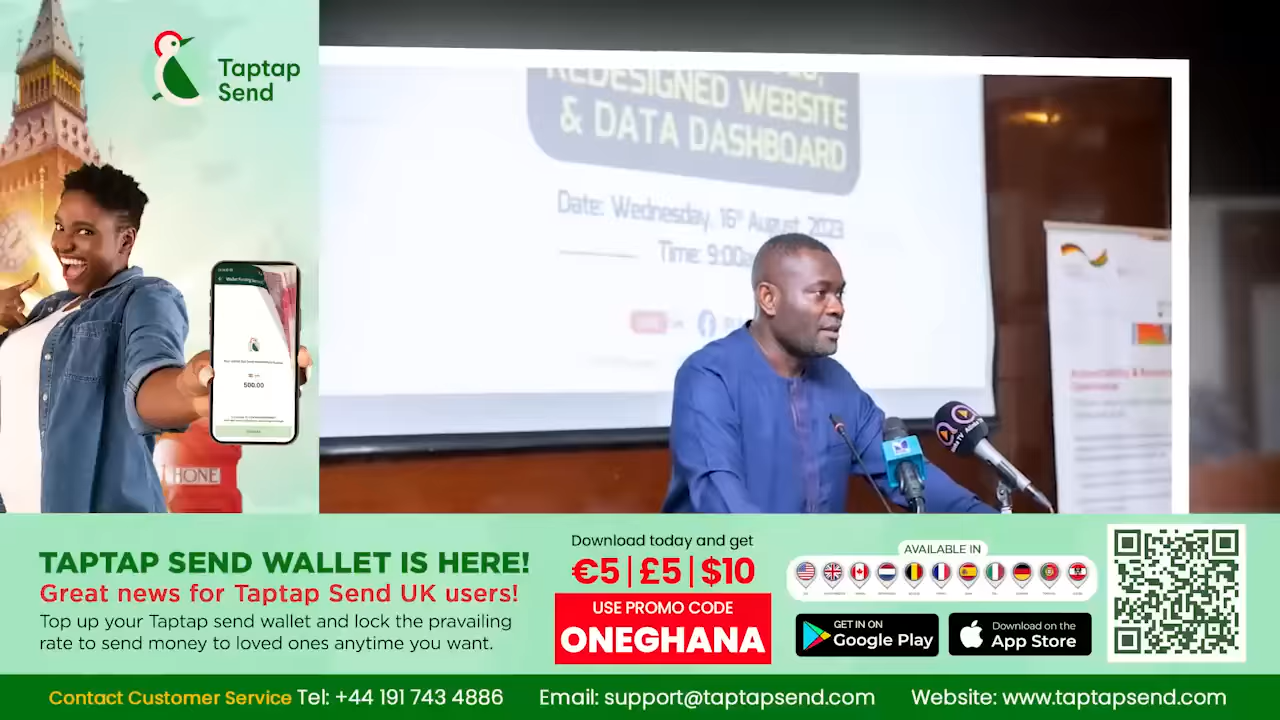 Taptap
Send
REDESIGNED WEBSITE
& DATA DASHBOARD
Date: Wednesday, 16th August, 2023
Time: 9:00a
500.00
HONE
TAPTAP SEND WALLET IS HERE!
Great news for Taptap Send UK users!
Top up your Taptap send wallet and lock the pravailing
rate to send money to loved ones anytime you want.
Download today and get
€5 | £5 | $10
USE PROMO CODE
ONEGHANA
AVAILABLE IN
GET IN ON
Google Play
Download on the
App Store
Contact Customer Service Tel: +44 191 743 4886 Email: support@taptapsend.com Website: www.taptapsend.com